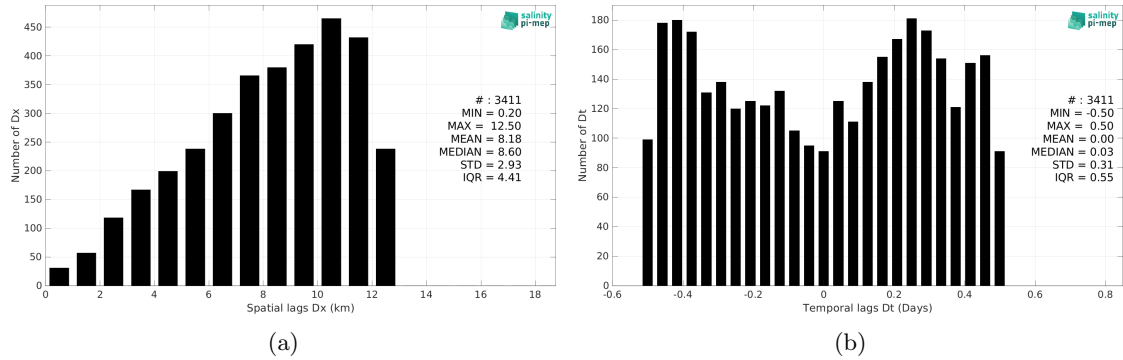 salinity
pi-mep
450
400
350
300
250
200
150
100
50
0
Number of Dx
# : 3411
MIN = 0.20
MAX = 12.50
MEAN = 8.18
MEDIAN = 8.60
STD = 2.93
IQR = 4.41
0 2 4 6 8 10 12 14 16 18
Spatial lags Dx (km)
(a)
salinity
pi-mep
180
160
140
120
100
80
60
40
20
0
Number of Dt
# : 3411
MIN = -0.50
MAX = 0.50
MEAN = 0.00
MEDIAN = 0.03
STD = 0.31
IQR = 0.55
-0.6 -0.4 -0.2 0 0.2 0.4 0.6 0.8
Temporal lags Dt (Days)
(b)